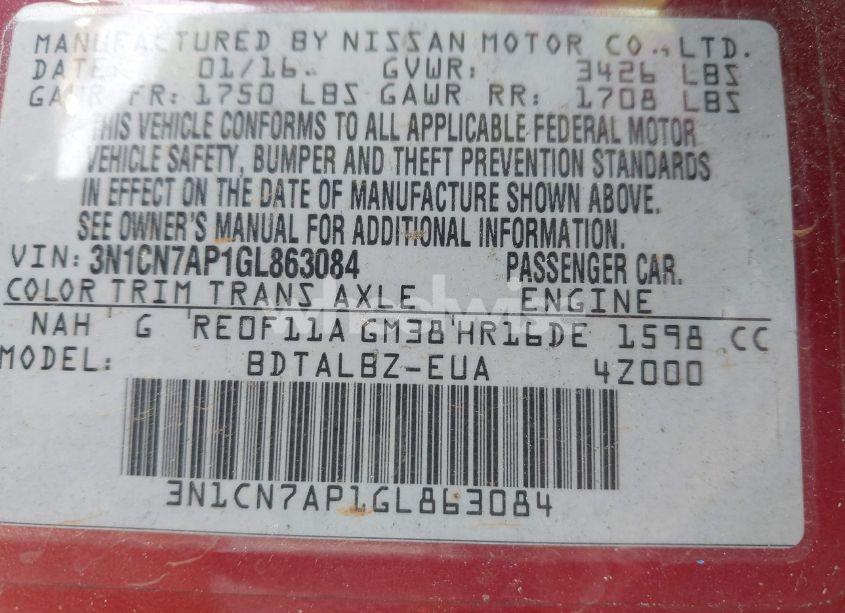 MANUFACTURED BY NISSAN MOTOR CO., LTD.
DATE: 01/16 GVWR: 3426 LBS
GAWR FR: 1750 LBS GAWR RR: 1708 LBS
THIS VEHICLE CONFORMS TO ALL APPLICABLE FEDERAL MOTOR
VEHICLE SAFETY, BUMPER AND THEFT PREVENTION STANDARDS
IN EFFECT ON THE DATE OF MANUFACTURE SHOWN ABOVE.
SEE OWNER'S MANUAL FOR ADDITIONAL INFORMATION.
VIN: 3N1CN7AP1GL863084 PASSENGER CAR.
COLOR TRIM TRANS AXLE ENGINE
NAH G RE0F11A GM38 HR16DE 1598 CC
MODEL: BDTALBZ-EUA 4Z000
3N1CN7AP1GL863084